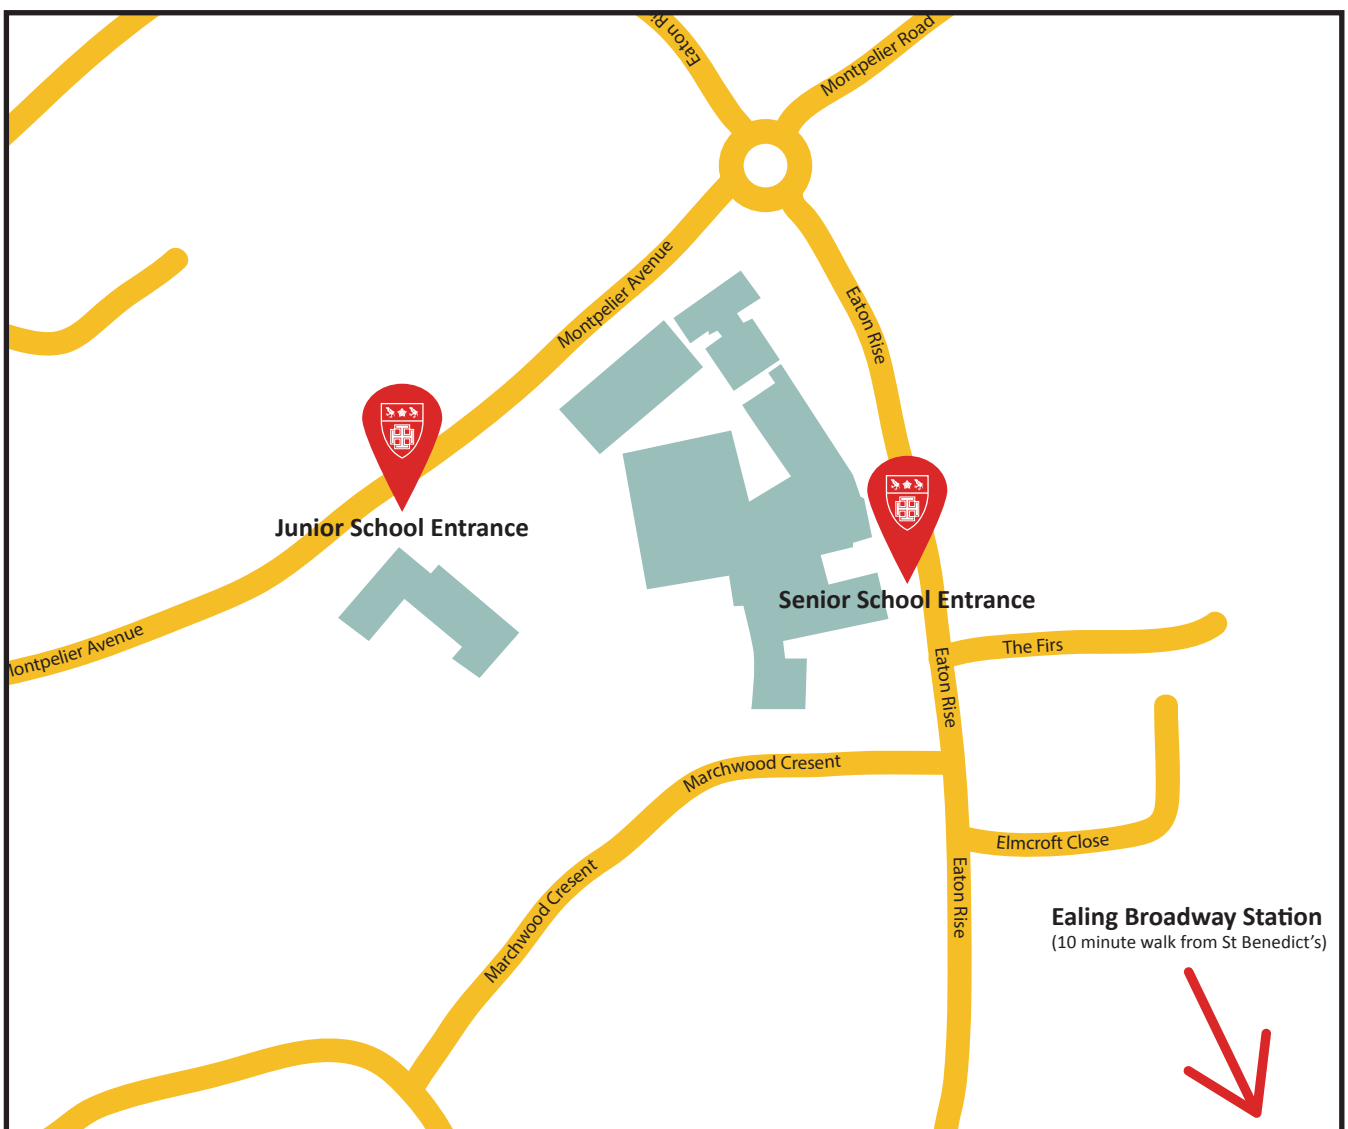 Eaton Ri
Montpelier Road
Montpelier Avenue
Eaton Rise
Junior School Entrance
Senior School Entrance
ontpelier Avenue
The Firs
Eaton Rise
Marchwood Cresent
Elmcroft Close
Marchwood Cresent
Eaton Rise
Ealing Broadway Station
(10 minute walk from St Benedict's)